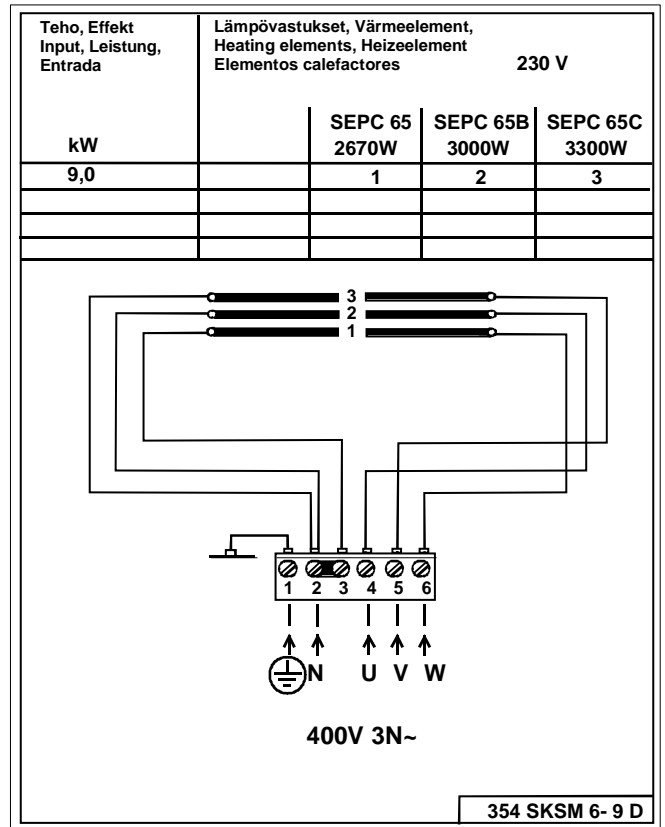 Teho, Effekt
Input, Leistung,
Entrada
Lämpövastukset, Värmeelement,
Heating elements, Heizeelement
Elementos calefactores 230 V
kW
SEPC 65 SEPC 65B SEPC 65C
2670W 3000W 3300W
9,0 1 2 3
3
2
1
1 2 3 4 5 6
N U V W
400V 3N~
354 SKSM 6- 9 D